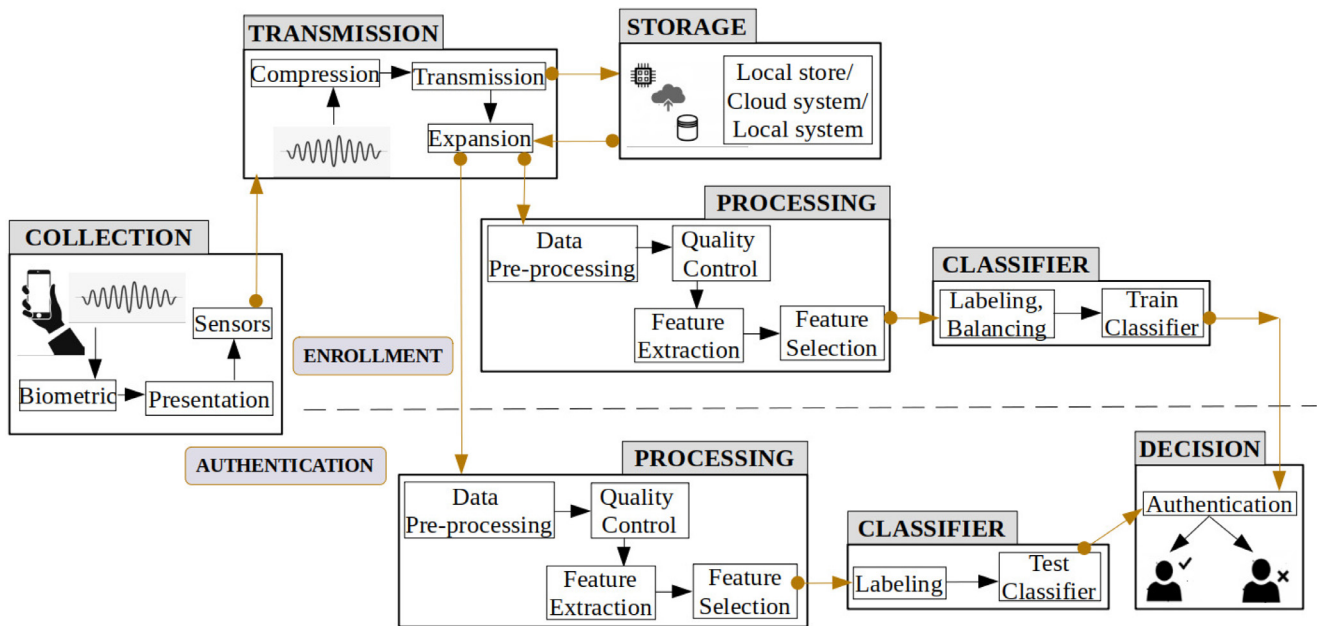 TRANSMISSION
Compression
Transmission
Expansion
STORAGE
Local store/
Cloud system/
Local system
COLLECTION
Sensors
Biometric
Presentation
ENROLLMENT
PROCESSING
Data
Pre-processing
Quality
Control
Feature
Extraction
Feature
Selection
CLASSIFIER
Labeling,
Balancing
Train
Classifier
AUTHENTICATION
PROCESSING
Data
Pre-processing
Quality
Control
Feature
Extraction
Feature
Selection
CLASSIFIER
Labeling
Test
Classifier
DECISION
Authentication